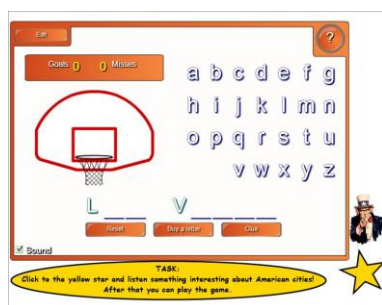 Edit
?
Goals 0 0 Misses
a b c d e f g
h i j k l m n
o p q r s t u
v w x y z
L _ _ V _ _ _ _
Reset Buy a letter Clue
Sound
TASK:
Click to the yellow star and listen something interesting about American cities!
After that you can play the game.